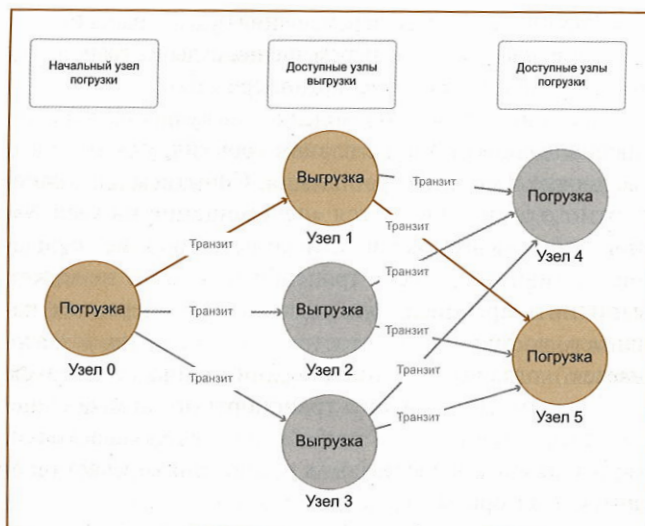 Начальный узел
погрузки
Доступные узлы
выгрузки
Доступные узлы
погрузки
Выгрузка
Узел 1
Транзит
Транзит
Погрузка
Узел 4
Транзит
Транзит
Погрузка
Узел 0
Транзит
Выгрузка
Узел 2
Транзит
Погрузка
Узел 5
Транзит
Выгрузка
Узел 3
Транзит
Транзит